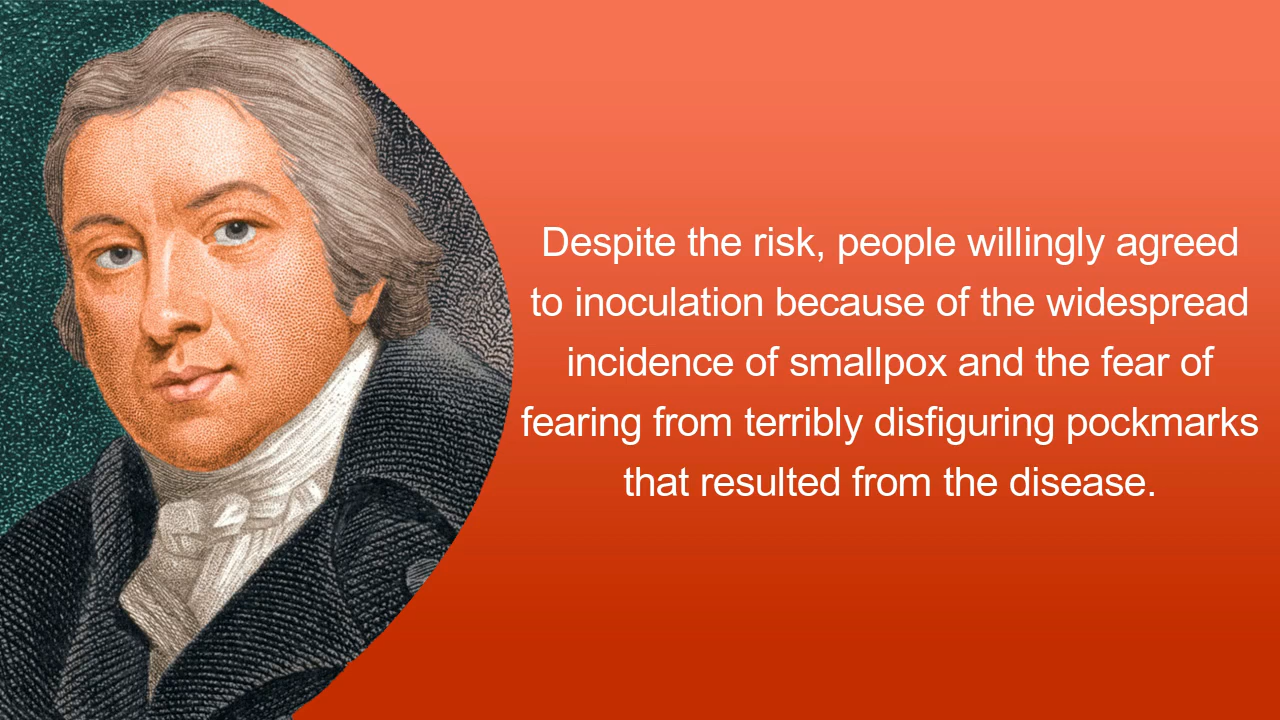 Despite the risk, people willingly agreed
to inoculation because of the widespread
incidence of smallpox and the fear of
fearing from terribly disfiguring pockmarks
that resulted from the disease.